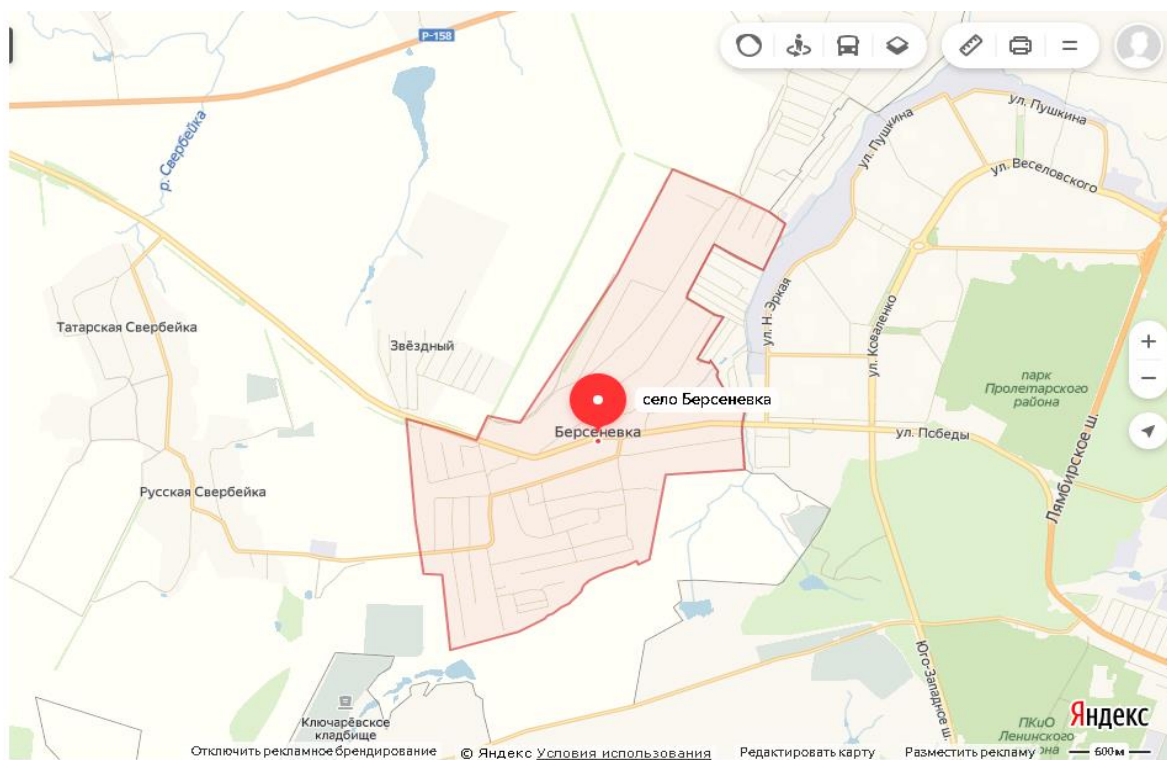 Р-158
ул. Пушкина
ул. Пушкина
ул. Веселовского
р. Свербейка
ул. Н. Эркая
ул. Коваленко
Татарская Свербейка
Звёздный
парк
Пролетарского
района
село Берсеневка
Берсеневка
ул. Победы
Лямбирское ш.
Русская Свербейка
Юго-Западное ш.
Ключарёвское
кладбище
ПКиО
Ленинского
она
Яндекс
Отключить рекламное брендирование
© Яндекс Условия использования
Редактировать карту
Разместить рекламу
600 м